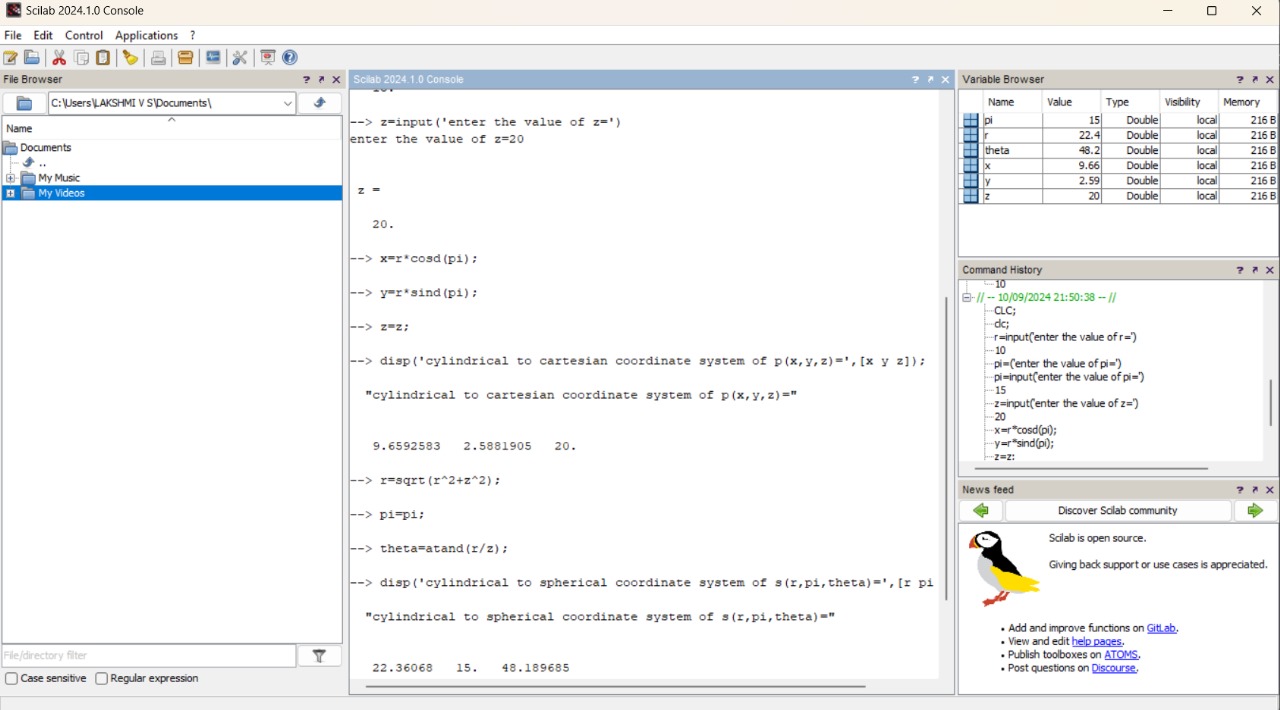 Scilab 2024.1.0 Console
File Edit Control Applications ?
File Browser
C:\Users\LAKSHMI V S\Documents\
Name
Documents
..
My Music
My Videos
File/directory filter
Case sensitive Regular expression
Scilab 2024.1.0 Console
--> z=input('enter the value of z=')
enter the value of z=20
z =
20.
--> x=r*cosd(pi);
--> y=r*sind(pi);
--> z=z;
--> disp('cylindrical to cartesian coordinate system of p(x,y,z)=',[x y z]);
"cylindrical to cartesian coordinate system of p(x,y,z)="
9.6592583 2.5881905 20.
--> r=sqrt(r^2+z^2);
--> pi=pi;
--> theta=atand(r/z);
--> disp('cylindrical to spherical coordinate system of s(r,pi,theta)=',[r pi
"cylindrical to spherical coordinate system of s(r,pi,theta)="
22.36068 15. 48.189685
Variable Browser
Name Value Type Visibility Memory
pi 15 Double local 216 B
r 22.4 Double local 216 B
theta 48.2 Double local 216 B
x 9.66 Double local 216 B
y 2.59 Double local 216 B
z 20 Double local 216 B
Command History
10
// -- 10/09/2024 21:50:38 -- //
CLC;
clc;
r=input('enter the value of r=')
10
pi=('enter the value of pi=')
pi=input('enter the value of pi=')
15
z=input('enter the value of z=')
20
x=r*cosd(pi);
y=r*sind(pi);
z=z;
News feed
Discover Scilab community
Scilab is open source.
Giving back support or use cases is appreciated.
• Add and improve functions on GitLab.
• View and edit help pages.
• Publish toolboxes on ATOMS.
• Post questions on Discourse.